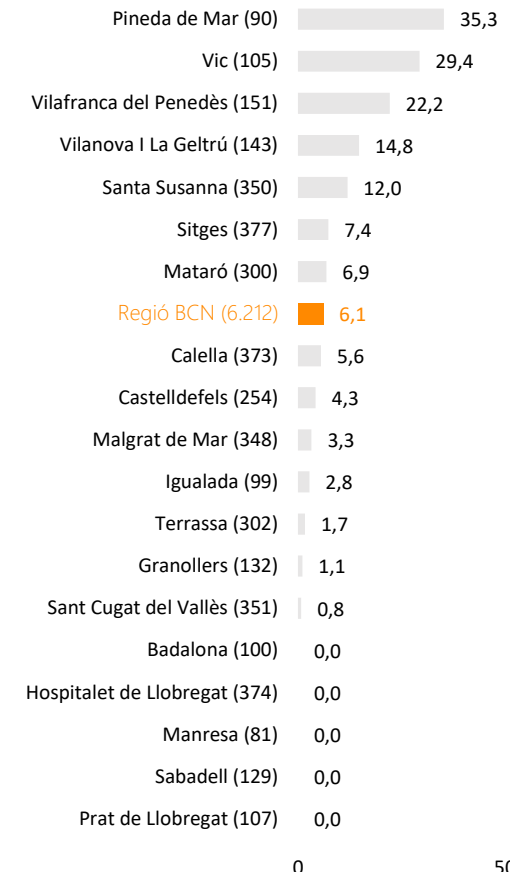 Pineda de Mar (90) 35,3
Vic (105) 29,4
Vilafranca del Penedès (151) 22,2
Vilanova I La Geltrú (143) 14,8
Santa Susanna (350) 12,0
Sitges (377) 7,4
Mataró (300) 6,9
Regió BCN (6.212) 6,1
Calella (373) 5,6
Castelldefels (254) 4,3
Malgrat de Mar (348) 3,3
Igualada (99) 2,8
Terrassa (302) 1,7
Granollers (132) 1,1
Sant Cugat del Vallès (351) 0,8
Badalona (100) 0,0
Hospitalet de Llobregat (374) 0,0
Manresa (81) 0,0
Sabadell (129) 0,0
Prat de Llobregat (107) 0,0
0 50